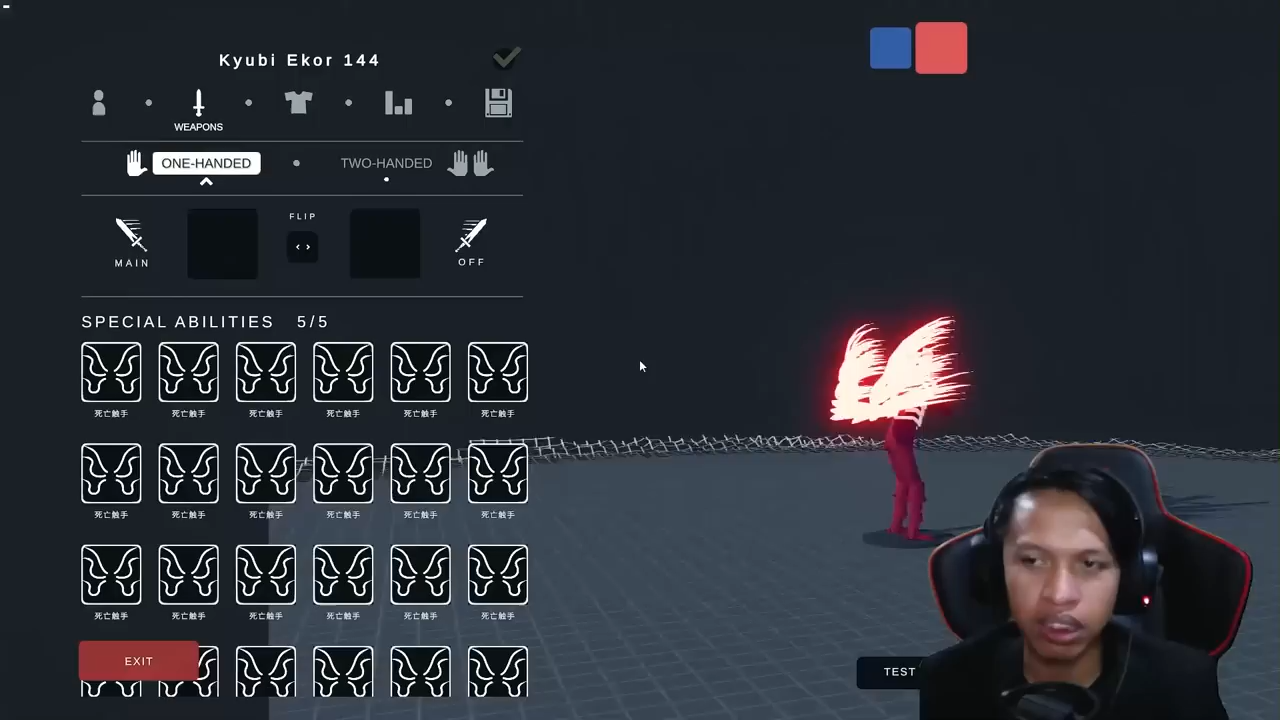 Kyubi Ekor 144
WEAPONS
ONE-HANDED
TWO-HANDED
FLIP
MAIN
OFF
SPECIAL ABILITIES 5/5
死亡触手 死亡触手 死亡触手 死亡触手 死亡触手 死亡触手
死亡触手 死亡触手 死亡触手 死亡触手 死亡触手 死亡触手
死亡触手 死亡触手 死亡触手 死亡触手 死亡触手 死亡触手
EXIT
TEST